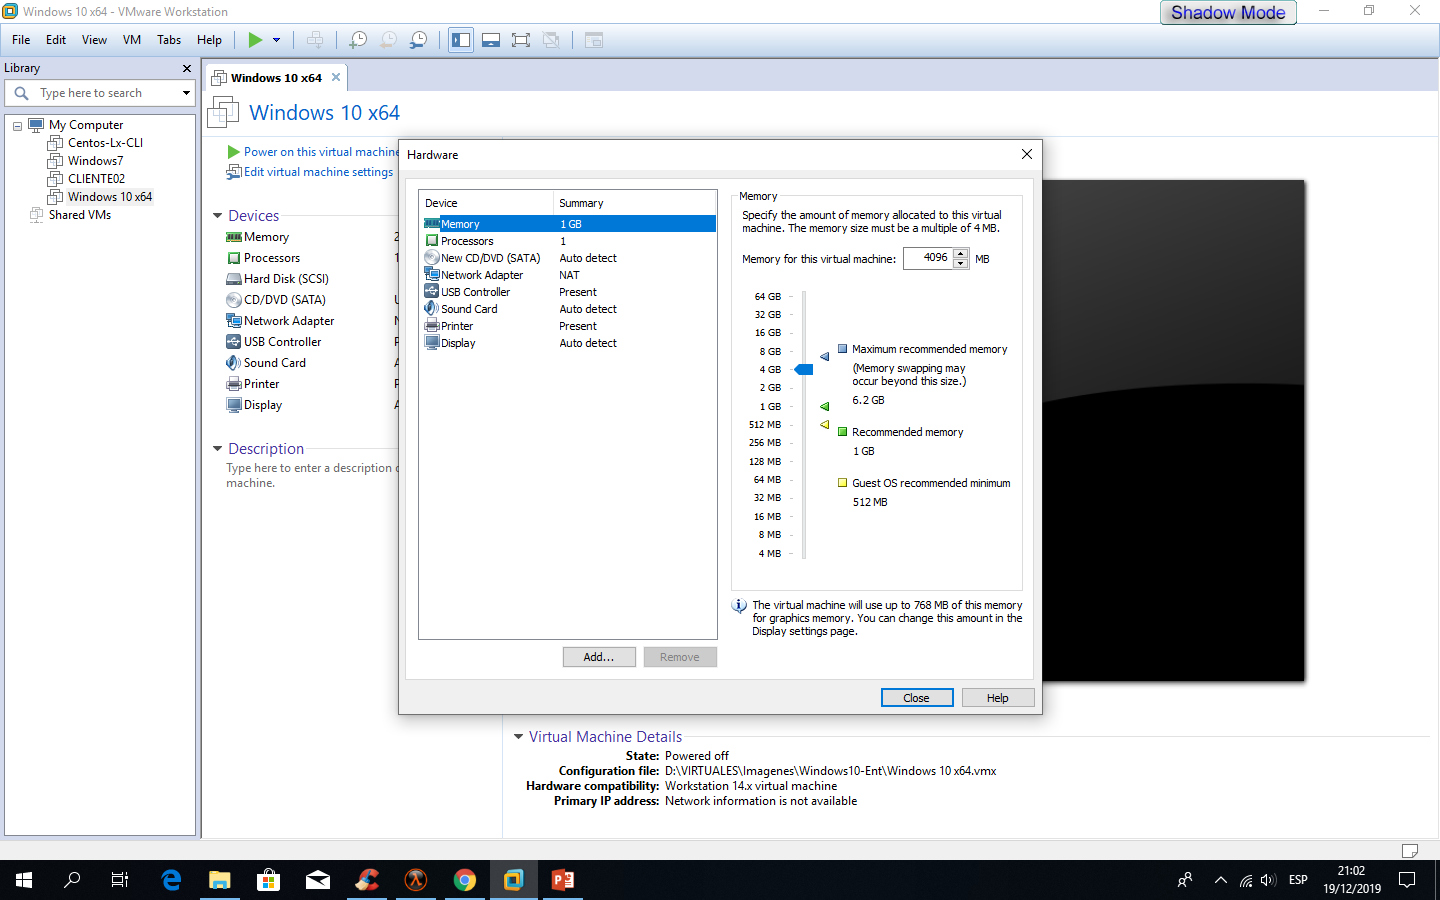 Windows 10 x64 - VMware Workstation
Shadow Mode
File Edit View VM Tabs Help
Library
Type here to search
My Computer
Centos-Lx-CLI
Windows7
CLIENTE02
Windows 10 x64
Shared VMs
Windows 10 x64
Windows 10 x64
Power on this virtual machine
Edit virtual machine settings
Devices
Memory 2
Processors 1
Hard Disk (SCSI)
CD/DVD (SATA)
Network Adapter
USB Controller
Sound Card
Printer
Display
Description
Type here to enter a description
machine.
Hardware
Device Summary
Memory 1 GB
Processors 1
New CD/DVD (SATA) Auto detect
Network Adapter NAT
USB Controller Present
Sound Card Auto detect
Printer Present
Display Auto detect
Add...
Remove
Memory
Specify the amount of memory allocated to this virtual
machine. The memory size must be a multiple of 4 MB.
Memory for this virtual machine: 4096 MB
64 GB
32 GB
16 GB
8 GB
4 GB
2 GB
1 GB
512 MB
256 MB
128 MB
64 MB
32 MB
16 MB
8 MB
4 MB
Maximum recommended memory
(Memory swapping may
occur beyond this size.)
6.2 GB
Recommended memory
1 GB
Guest OS recommended minimum
512 MB
The virtual machine will use up to 768 MB of this memory
for graphics memory. You can change this amount in the
Display settings page.
Close
Help
Virtual Machine Details
State: Powered off
Configuration file: D:\VIRTUALES\Imagenes\Windows10-Ent\Windows 10 x64.vmx
Hardware compatibility: Workstation 14.x virtual machine
Primary IP address: Network information is not available
ESP
21:02
19/12/2019